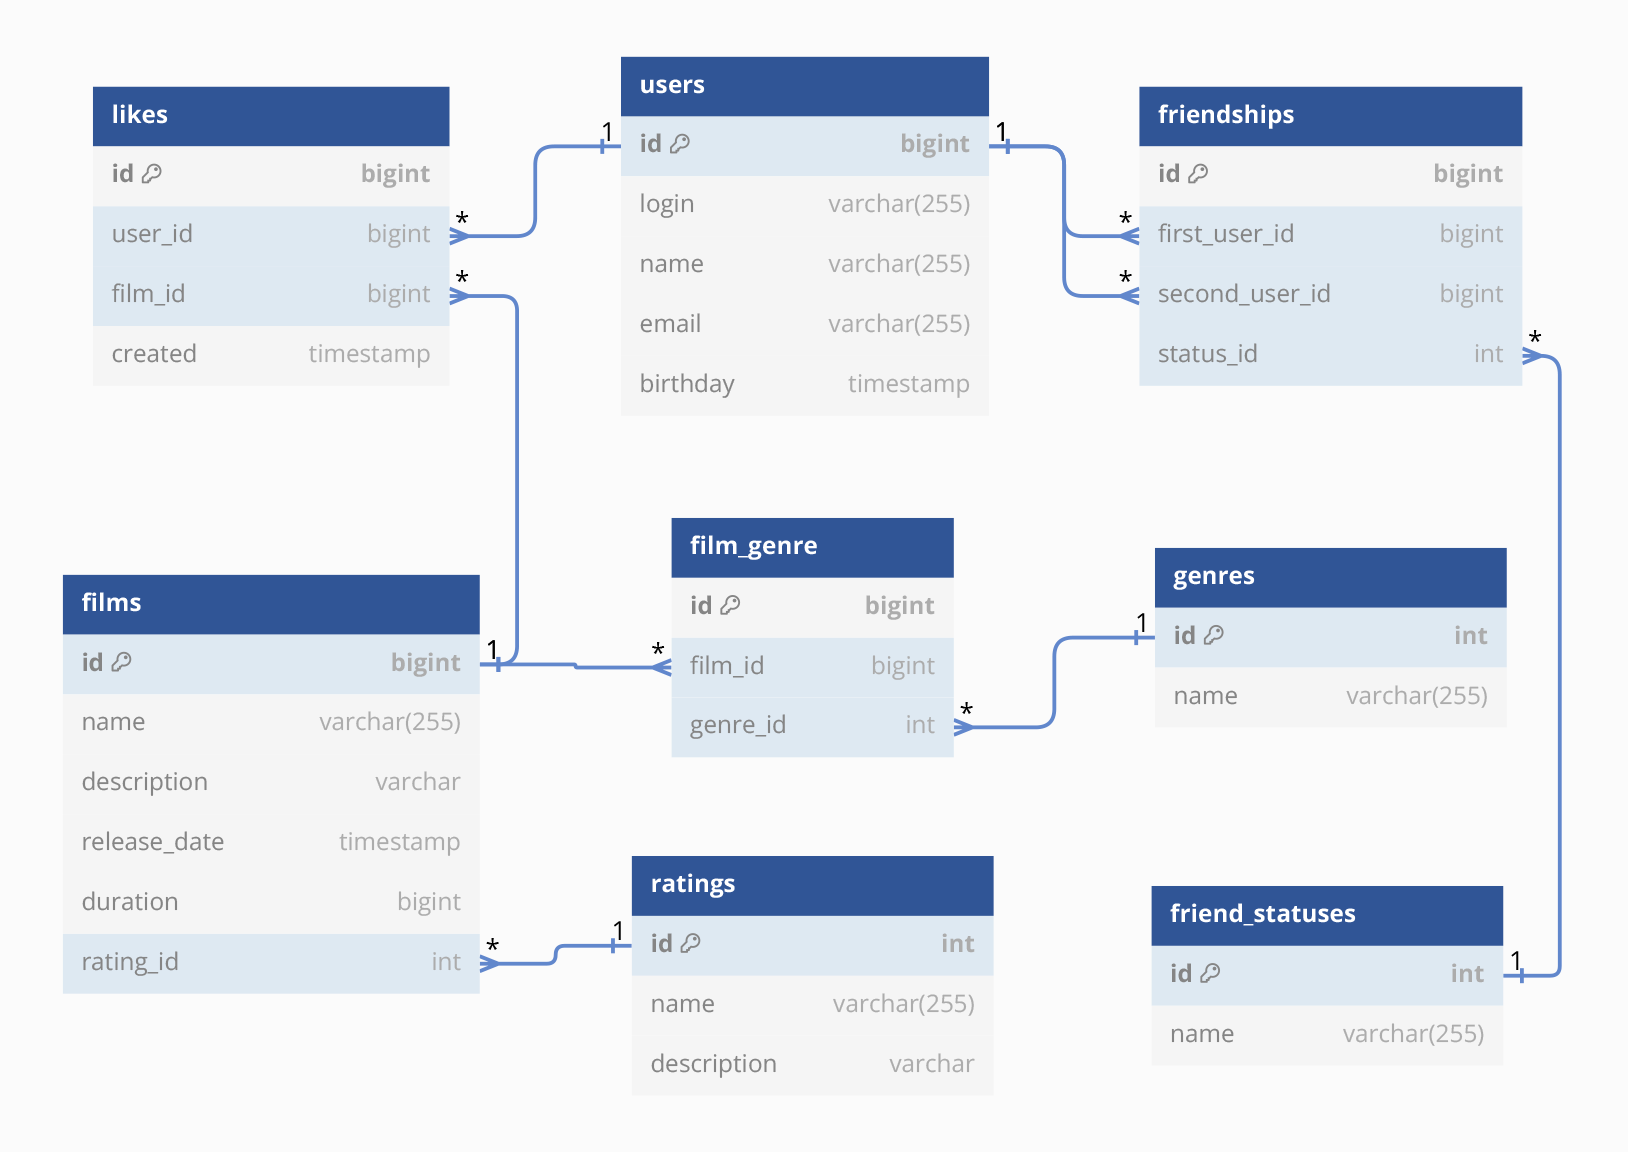 likes
id bigint
* 
user_id bigint
*
film_id bigint
created timestamp
users
1 id bigint 1
login varchar(255)
name varchar(255)
email varchar(255)
birthday timestamp
friendships
id bigint
*
first_user_id bigint
*
second_user_id bigint
*
status_id int
films
id bigint 1
name varchar(255)
description varchar
release_date timestamp
duration bigint
*
rating_id int
film_genre
id bigint
*
film_id bigint
*
genre_id int
genres
1
id int
name varchar(255)
ratings
1
id int
name varchar(255)
description varchar
friend_statuses
id int 1
name varchar(255)